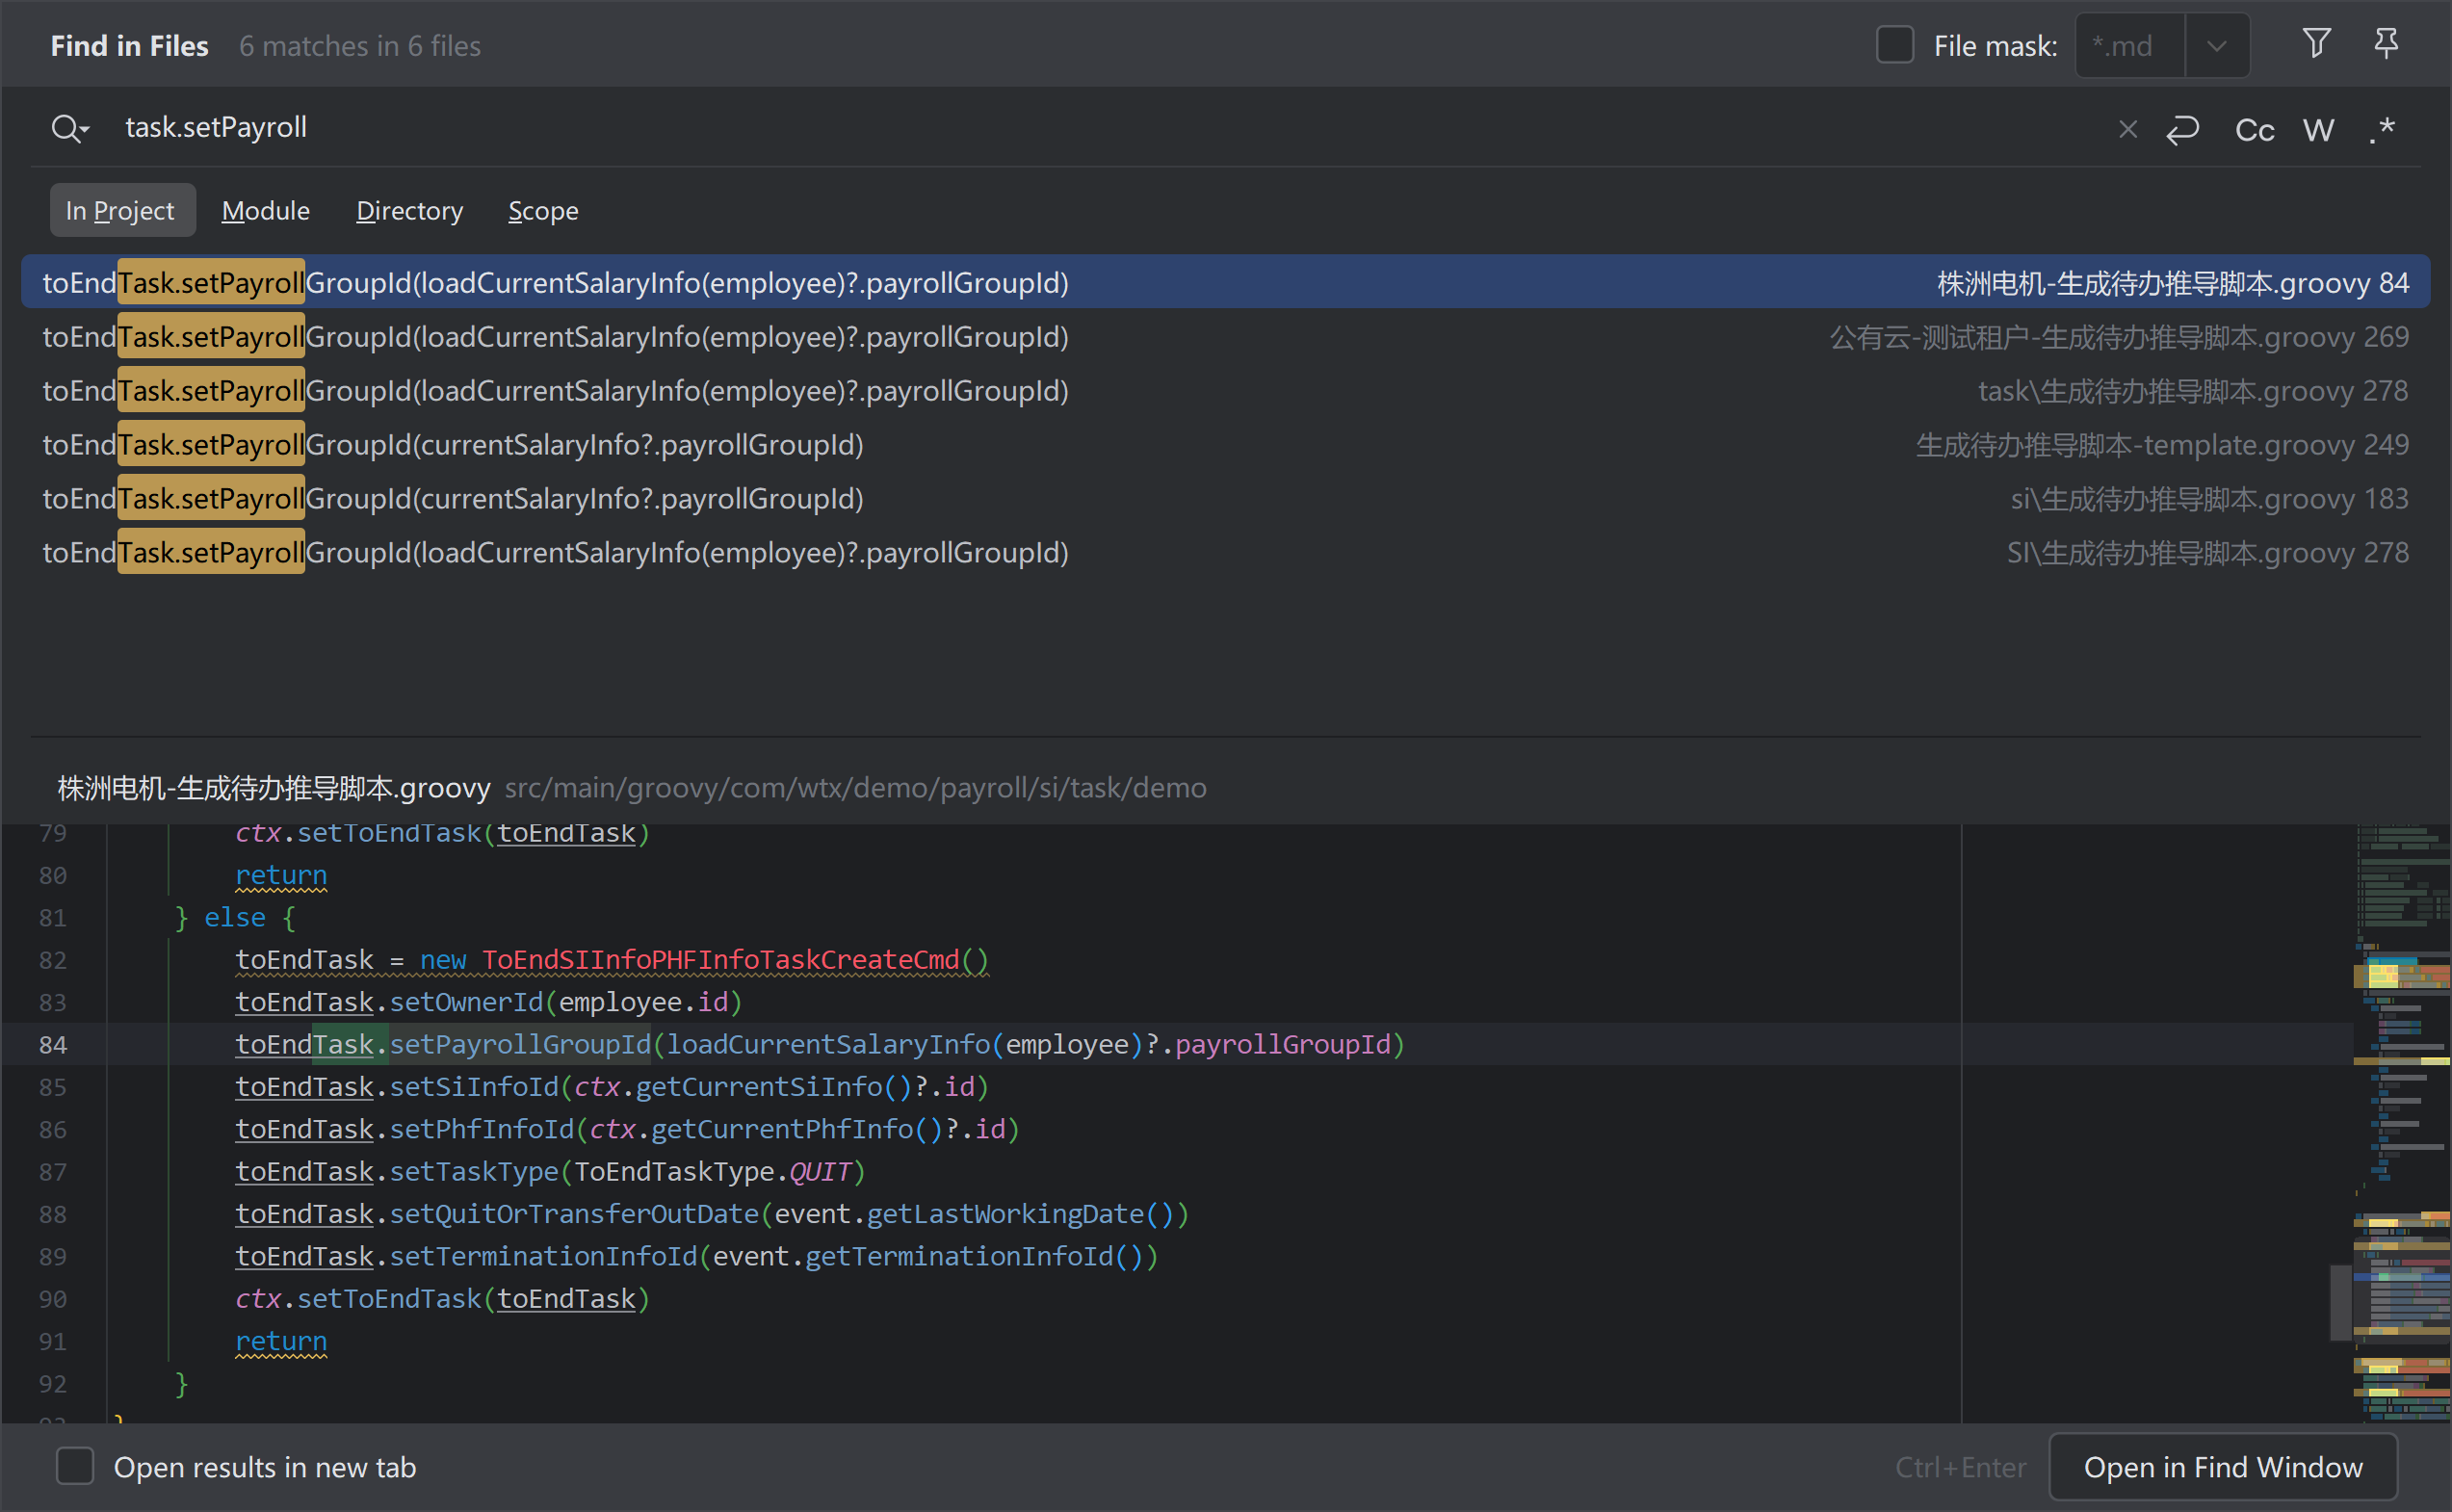 Find in Files 6 matches in 6 files File mask: *.md
task.setPayroll Cc W .*
In Project Module Directory Scope
toEndTask.setPayrollGroupId(loadCurrentSalaryInfo(employee)?.payrollGroupId) 株洲电机-生成待办推导脚本.groovy 84
toEndTask.setPayrollGroupId(loadCurrentSalaryInfo(employee)?.payrollGroupId) 公有云-测试租户-生成待办推导脚本.groovy 269
toEndTask.setPayrollGroupId(loadCurrentSalaryInfo(employee)?.payrollGroupId) task\生成待办推导脚本.groovy 278
toEndTask.setPayrollGroupId(currentSalaryInfo?.payrollGroupId) 生成待办推导脚本-template.groovy 249
toEndTask.setPayrollGroupId(currentSalaryInfo?.payrollGroupId) si\生成待办推导脚本.groovy 183
toEndTask.setPayrollGroupId(loadCurrentSalaryInfo(employee)?.payrollGroupId) SI\生成待办推导脚本.groovy 278
株洲电机-生成待办推导脚本.groovy src/main/groovy/com/wtx/demo/payroll/si/task/demo
79 ctx.setToEndTask(toEndTask)
80 return
81 } else {
82 toEndTask = new ToEndSIInfoPHFInfoTaskCreateCmd()
83 toEndTask.setOwnerId(employee.id)
84 toEndTask.setPayrollGroupId(loadCurrentSalaryInfo(employee)?.payrollGroupId)
85 toEndTask.setSiInfoId(ctx.getCurrentSiInfo()?.id)
86 toEndTask.setPhfInfoId(ctx.getCurrentPhfInfo()?.id)
87 toEndTask.setTaskType(ToEndTaskType.QUIT)
88 toEndTask.setQuitOrTransferOutDate(event.getLastWorkingDate())
89 toEndTask.setTerminationInfoId(event.getTerminationInfoId())
90 ctx.setToEndTask(toEndTask)
91 return
92 }
93 }
Open results in new tab Ctrl+Enter Open in Find Window